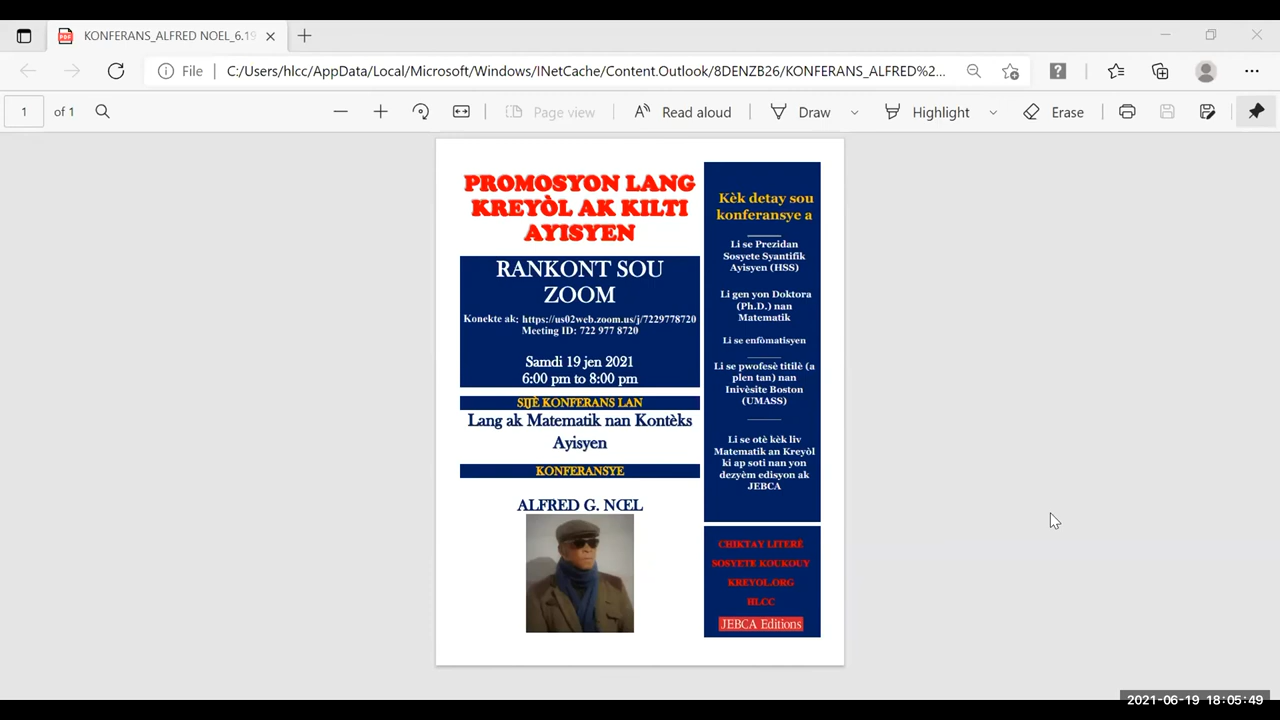 KONFERANS_ALFRED NOEL_6.19
File
C:/Users/hlcc/AppData/Local/Microsoft/Windows/INetCache/Content.Outlook/8DENZB26/KONFERANS_ALFRED%2...
1 of 1
Page view
Read aloud
Draw
Highlight
Erase
PROMOSYON LANG
KREYÒL AK KILTI
AYISYEN
RANKONT SOU
ZOOM
Konekte ak: https://us02web.zoom.us/j/7229778720
Meeting ID: 722 977 8720
Samdi 19 jen 2021
6:00 pm to 8:00 pm
SIJÈ KONFERANS LAN
Lang ak Matematik nan Kontèks
Ayisyen
KONFERANSYE
ALFRED G. NŒL
Kèk detay sou
konferansye a
Li se Prezidan
Sosyete Syantifik
Ayisyen (HSS)
Li gen yon Doktora
(Ph.D.) nan
Matematik
Li se enfòmatisyen
Li se pwofesè titilè (a
plen tan) nan
Inivèsite Boston
(UMASS)
Li se otè kèk liv
Matematik an Kreyòl
ki ap soti nan yon
dezyèm edisyon ak
JEBCA
CHIKTAY LITERÈ
SOSYETE KOUKOUY
KREYOL.ORG
HLCC
JEBCA Editions
2021-06-19 18:05:49